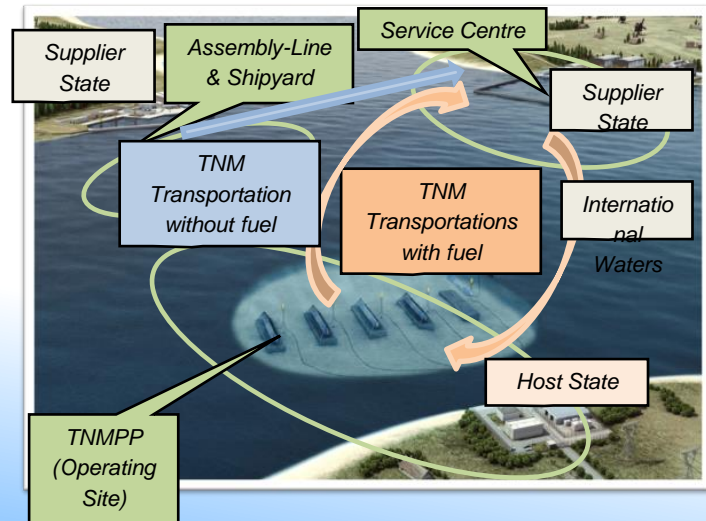 Supplier
State
Assembly-Line
& Shipyard
Service Centre
Supplier
State
TNM
Transportation
without fuel
TNM
Transportations
with fuel
Internatio
nal
Waters
Host State
TNMPP
(Operating
Site)